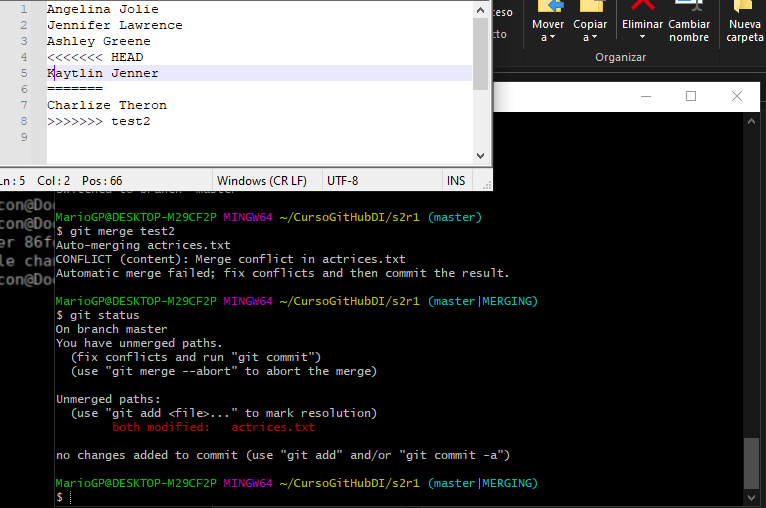 1 Angelina Jolie
2 Jennifer Lawrence
3 Ashley Greene
4 <<<<<<< HEAD
5 Kaytlin Jenner
6 =======
7 Charlize Theron
8 >>>>>>> test2
9
Ln : 5 Col : 2 Pos : 66 Windows (CR LF) UTF-8 INS
ceso
cto
Mover a
Copiar a
Eliminar
Cambiar nombre
Nueva carpeta
Organizar
con@Do
con@Do
er 86f
le chan
con@Do
Switched to branch 'master'
MarioGP@DESKTOP-M29CF2P MINGW64 ~/CursoGitHubDI/s2r1 (master)
$ git merge test2
Auto-merging actrices.txt
CONFLICT (content): Merge conflict in actrices.txt
Automatic merge failed; fix conflicts and then commit the result.
MarioGP@DESKTOP-M29CF2P MINGW64 ~/CursoGitHubDI/s2r1 (master|MERGING)
$ git status
On branch master
You have unmerged paths.
(fix conflicts and run "git commit")
(use "git merge --abort" to abort the merge)
Unmerged paths:
(use "git add <file>..." to mark resolution)
both modified: actrices.txt
no changes added to commit (use "git add" and/or "git commit -a")
MarioGP@DESKTOP-M29CF2P MINGW64 ~/CursoGitHubDI/s2r1 (master|MERGING)
$